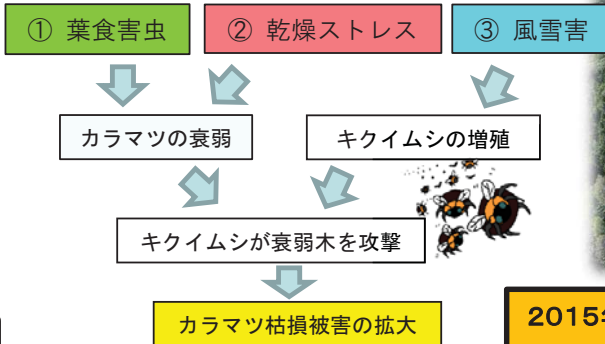 ① 葉食害虫
② 乾燥ストレス
③ 風雪害
カラマツの衰弱
キクイムシの増殖
キクイムシが衰弱木を攻撃
カラマツ枯損被害の拡大
2015